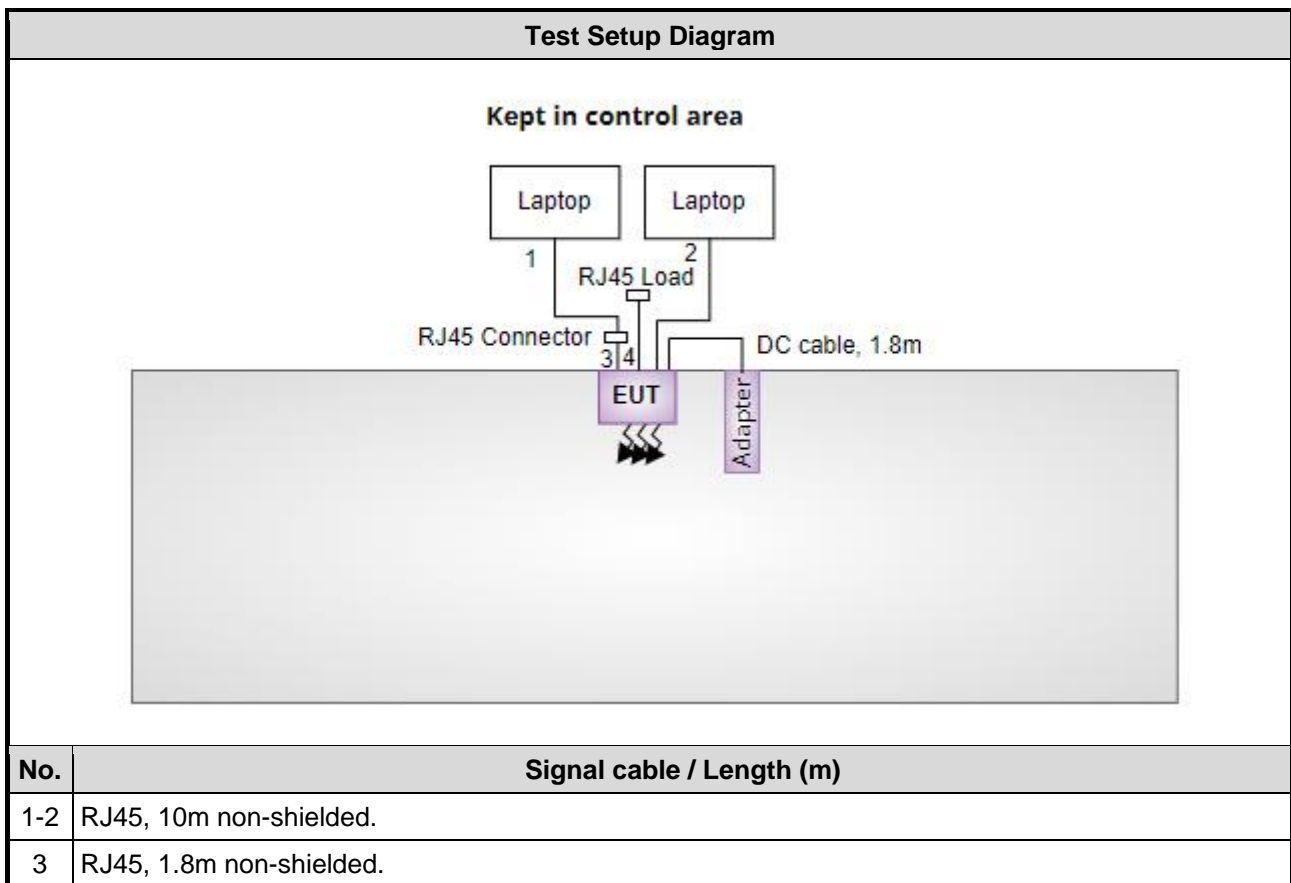 Test Setup Diagram
Kept in control area
Laptop
Laptop
1
2
RJ45 Load
RJ45 Connector
3
4
DC cable, 1.8m
EUT
Adapter
No.
Signal cable / Length (m)
1-2
RJ45, 10m non-shielded.
3
RJ45, 1.8m non-shielded.